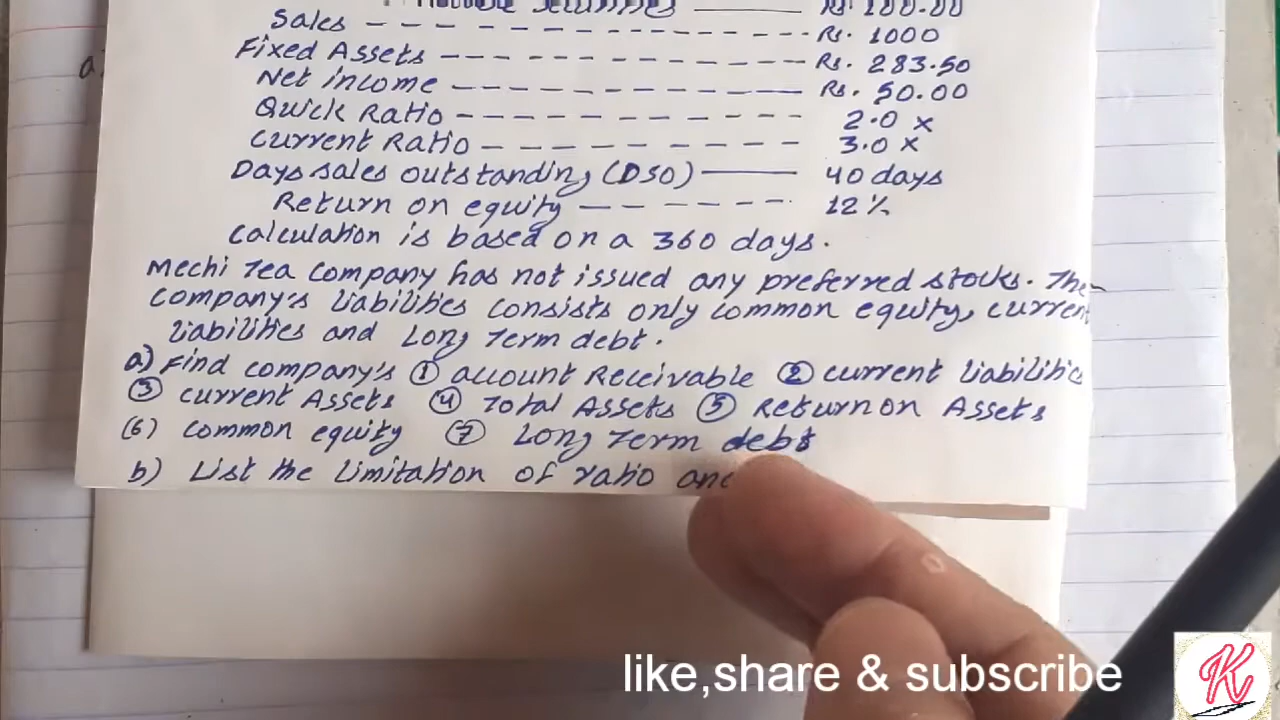 Rs. 100.00
Sales Rs. 1000
Fixed Assets Rs. 283.50
Net income Rs. 50.00
Quick Ratio 2.0 x
Current Ratio 3.0 x
Days sales outstanding (DSO) 40 days
Return on equity 12%
Calculation is based on a 360 days.
Mechi Tea Company has not issued any preferred stocks. The
Company's liabilities consists only common equity, current
liabilities and Long Term debt.
a) Find company's ① account Receivable ② current liabilities
③ current Assets ④ Total Assets ⑤ Return on Assets
(6) common equity ⑦ Long Term debt
b) List the limitation of ratio
like,share & subscribe
K